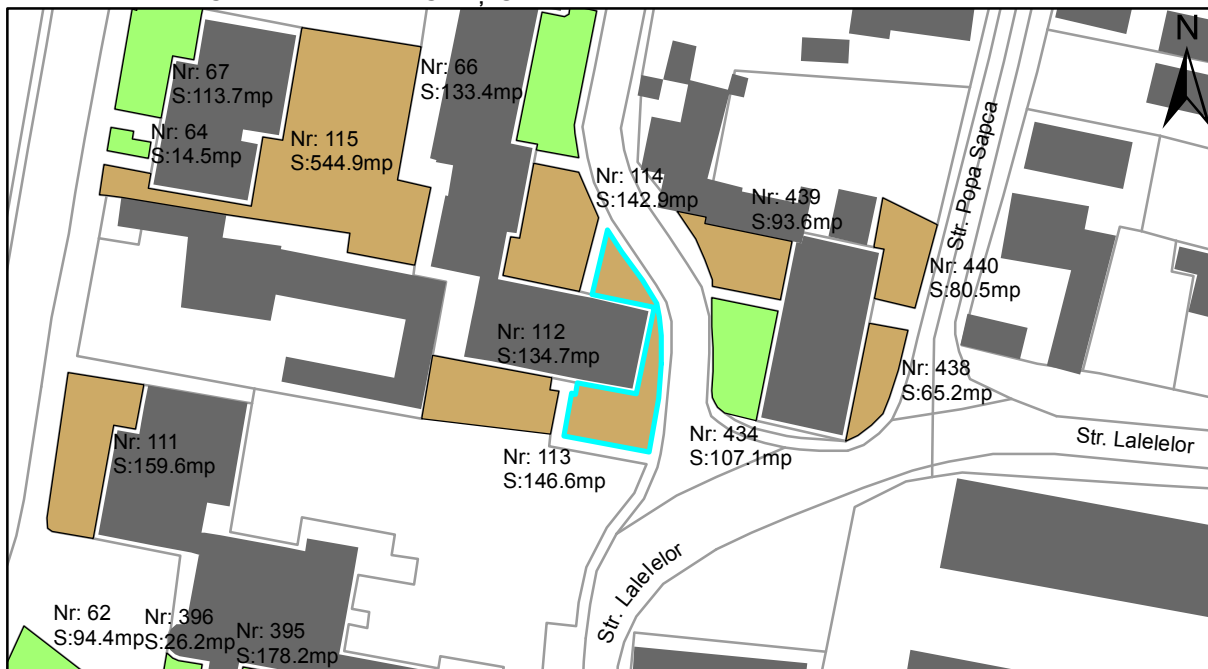 N
Nr: 67
S:113.7mp
Nr: 66
S:133.4mp
Nr: 64
S:14.5mp
Nr: 115
S:544.9mp
Nr: 114
S:142.9mp
Nr: 439
S:93.6mp
Str. Popa Sapca
Nr: 440
S:80.5mp
Nr: 112
S:134.7mp
Nr: 438
S:65.2mp
Nr: 111
S:159.6mp
Nr: 113
S:146.6mp
Nr: 434
S:107.1mp
Str. Lalelelor
Str. Lalelelor
Nr: 62
S:94.4mp
Nr: 396
S:26.2mp
Nr: 395
S:178.2mp